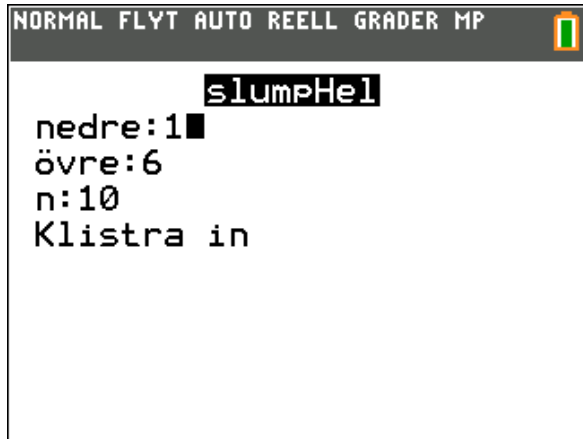 NORMAL FLYT AUTO REELL GRADER MP
slumpHel
nedre:1
övre:6
n:10
Klistra in